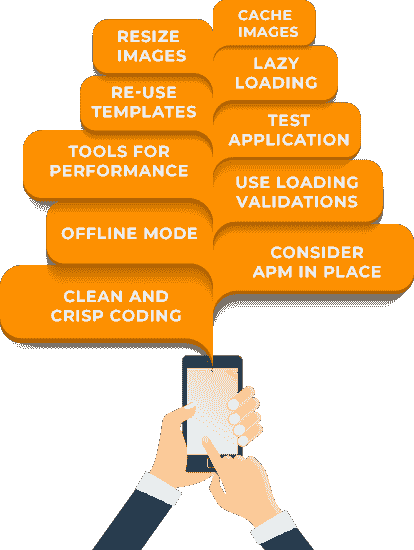 CACHE
IMAGES
RESIZE
IMAGES
LAZY
LOADING
RE-USE
TEMPLATES
TEST
APPLICATION
TOOLS FOR
PERFORMANCE
USE LOADING
VALIDATIONS
OFFLINE MODE
CONSIDER
APM IN PLACE
CLEAN AND
CRISP CODING